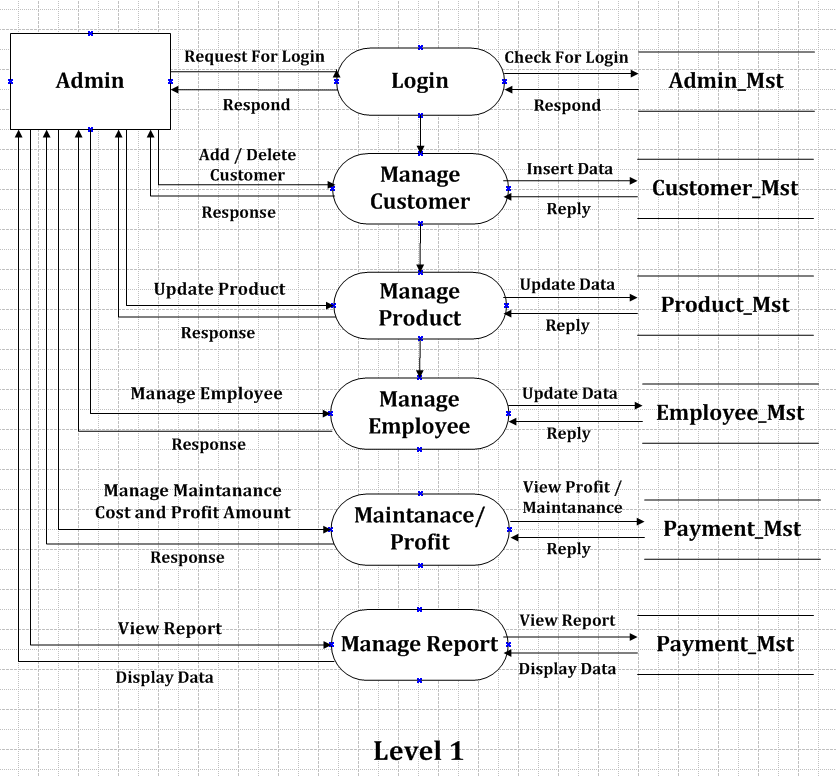 Request For Login
Check For Login
Admin
Login
Admin_Mst
Respond
Respond
Add / Delete
Customer
Insert Data
Manage
Customer
Customer_Mst
Response
Reply
Update Product
Update Data
Manage
Product
Product_Mst
Response
Reply
Manage Employee
Update Data
Manage
Employee
Employee_Mst
Response
Reply
Manage Maintanance
Cost and Profit Amount
View Profit /
Maintanance
Maintanace/
Profit
Payment_Mst
Response
Reply
View Report
View Report
Manage Report
Payment_Mst
Display Data
Display Data
Level 1